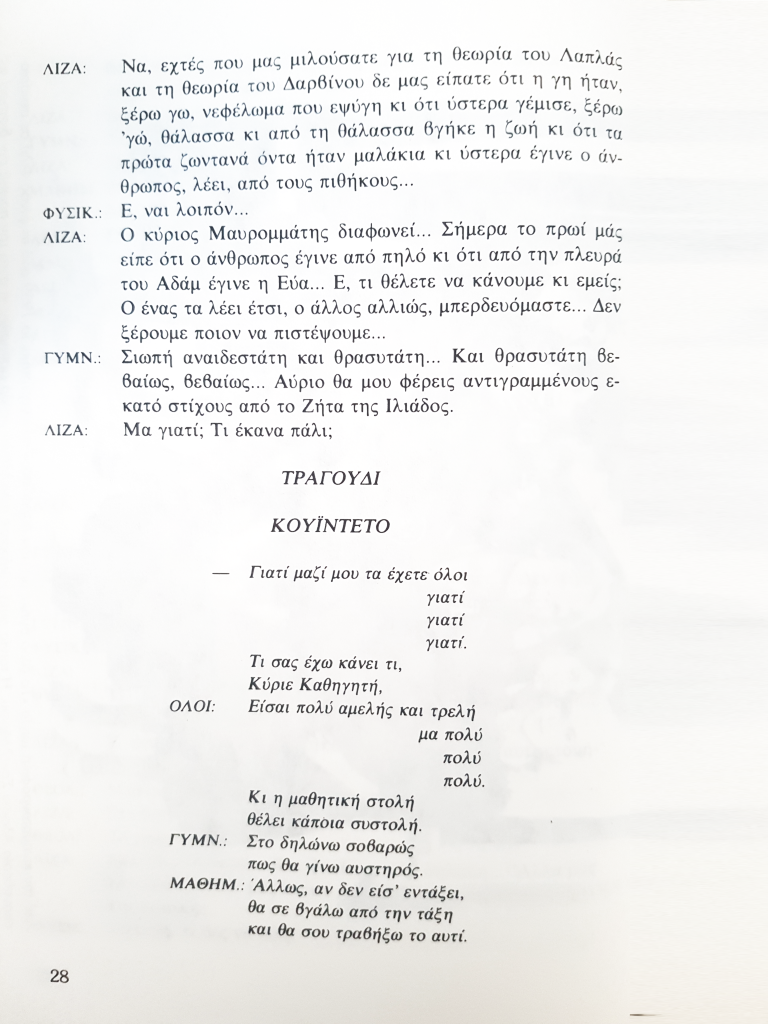 ΛΙΖΑ: Να, εχτές που μας μιλούσατε για τη θεωρία του Λαπλάς
και τη θεωρία του Δαρβίνου δε μας είπατε ότι η γη ήταν,
ξέρω γω, νεφέλωμα που εψύγη κι ότι ύστερα γέμισε, ξέρω
'γώ, θάλασσα κι από τη θάλασσα βγήκε η ζωή κι ότι τα
πρώτα ζωντανά όντα ήταν μαλάκια κι ύστερα έγινε ο άν-
θρωπος, λέει, από τους πιθήκους...
ΦΥΣΙΚ.: Ε, ναι λοιπόν...
ΛΙΖΑ: Ο κύριος Μαυρομμάτης διαφωνεί... Σήμερα το πρωί μάς
είπε ότι ο άνθρωπος έγινε από πηλό κι ότι από την πλευρά
του Αδάμ έγινε η Εύα... Ε, τι θέλετε να κάνουμε κι εμείς;
Ο ένας τα λέει έτσι, ο άλλος αλλιώς, μπερδευόμαστε... Δεν
ξέρουμε ποιον να πιστέψουμε...
ΓΥΜΝ.: Σιωπή αναιδεστάτη και θρασυτάτη... Και θρασυτάτη βε-
βαίως, βεβαίως... Αύριο θα μου φέρεις αντιγραμμένους ε-
κατό στίχους από το Ζήτα της Ιλιάδος.
ΛΙΖΑ: Μα γιατί; Τι έκανα πάλι;
ΤΡΑΓΟΥΔΙ
ΚΟΥΪΝΤΕΤΟ
— Γιατί μαζί μου τα έχετε όλοι
γιατί
γιατί
γιατί.
Τι σας έχω κάνει τι,
Κύριε Καθηγητή,
ΟΛΟΙ: Είσαι πολύ αμελής και τρελή
μα πολύ
πολύ
πολύ.
Κι η μαθητική στολή
θέλει κάποια συστολή.
ΓΥΜΝ.: Στο δηλώνω σοβαρώς
πως θα γίνω αυστηρός.
ΜΑΘΗΜ.: Άλλως, αν δεν είσ' εντάξει,
θα σε βγάλω από την τάξη
και θα σου τραβήξω το αυτί.
28